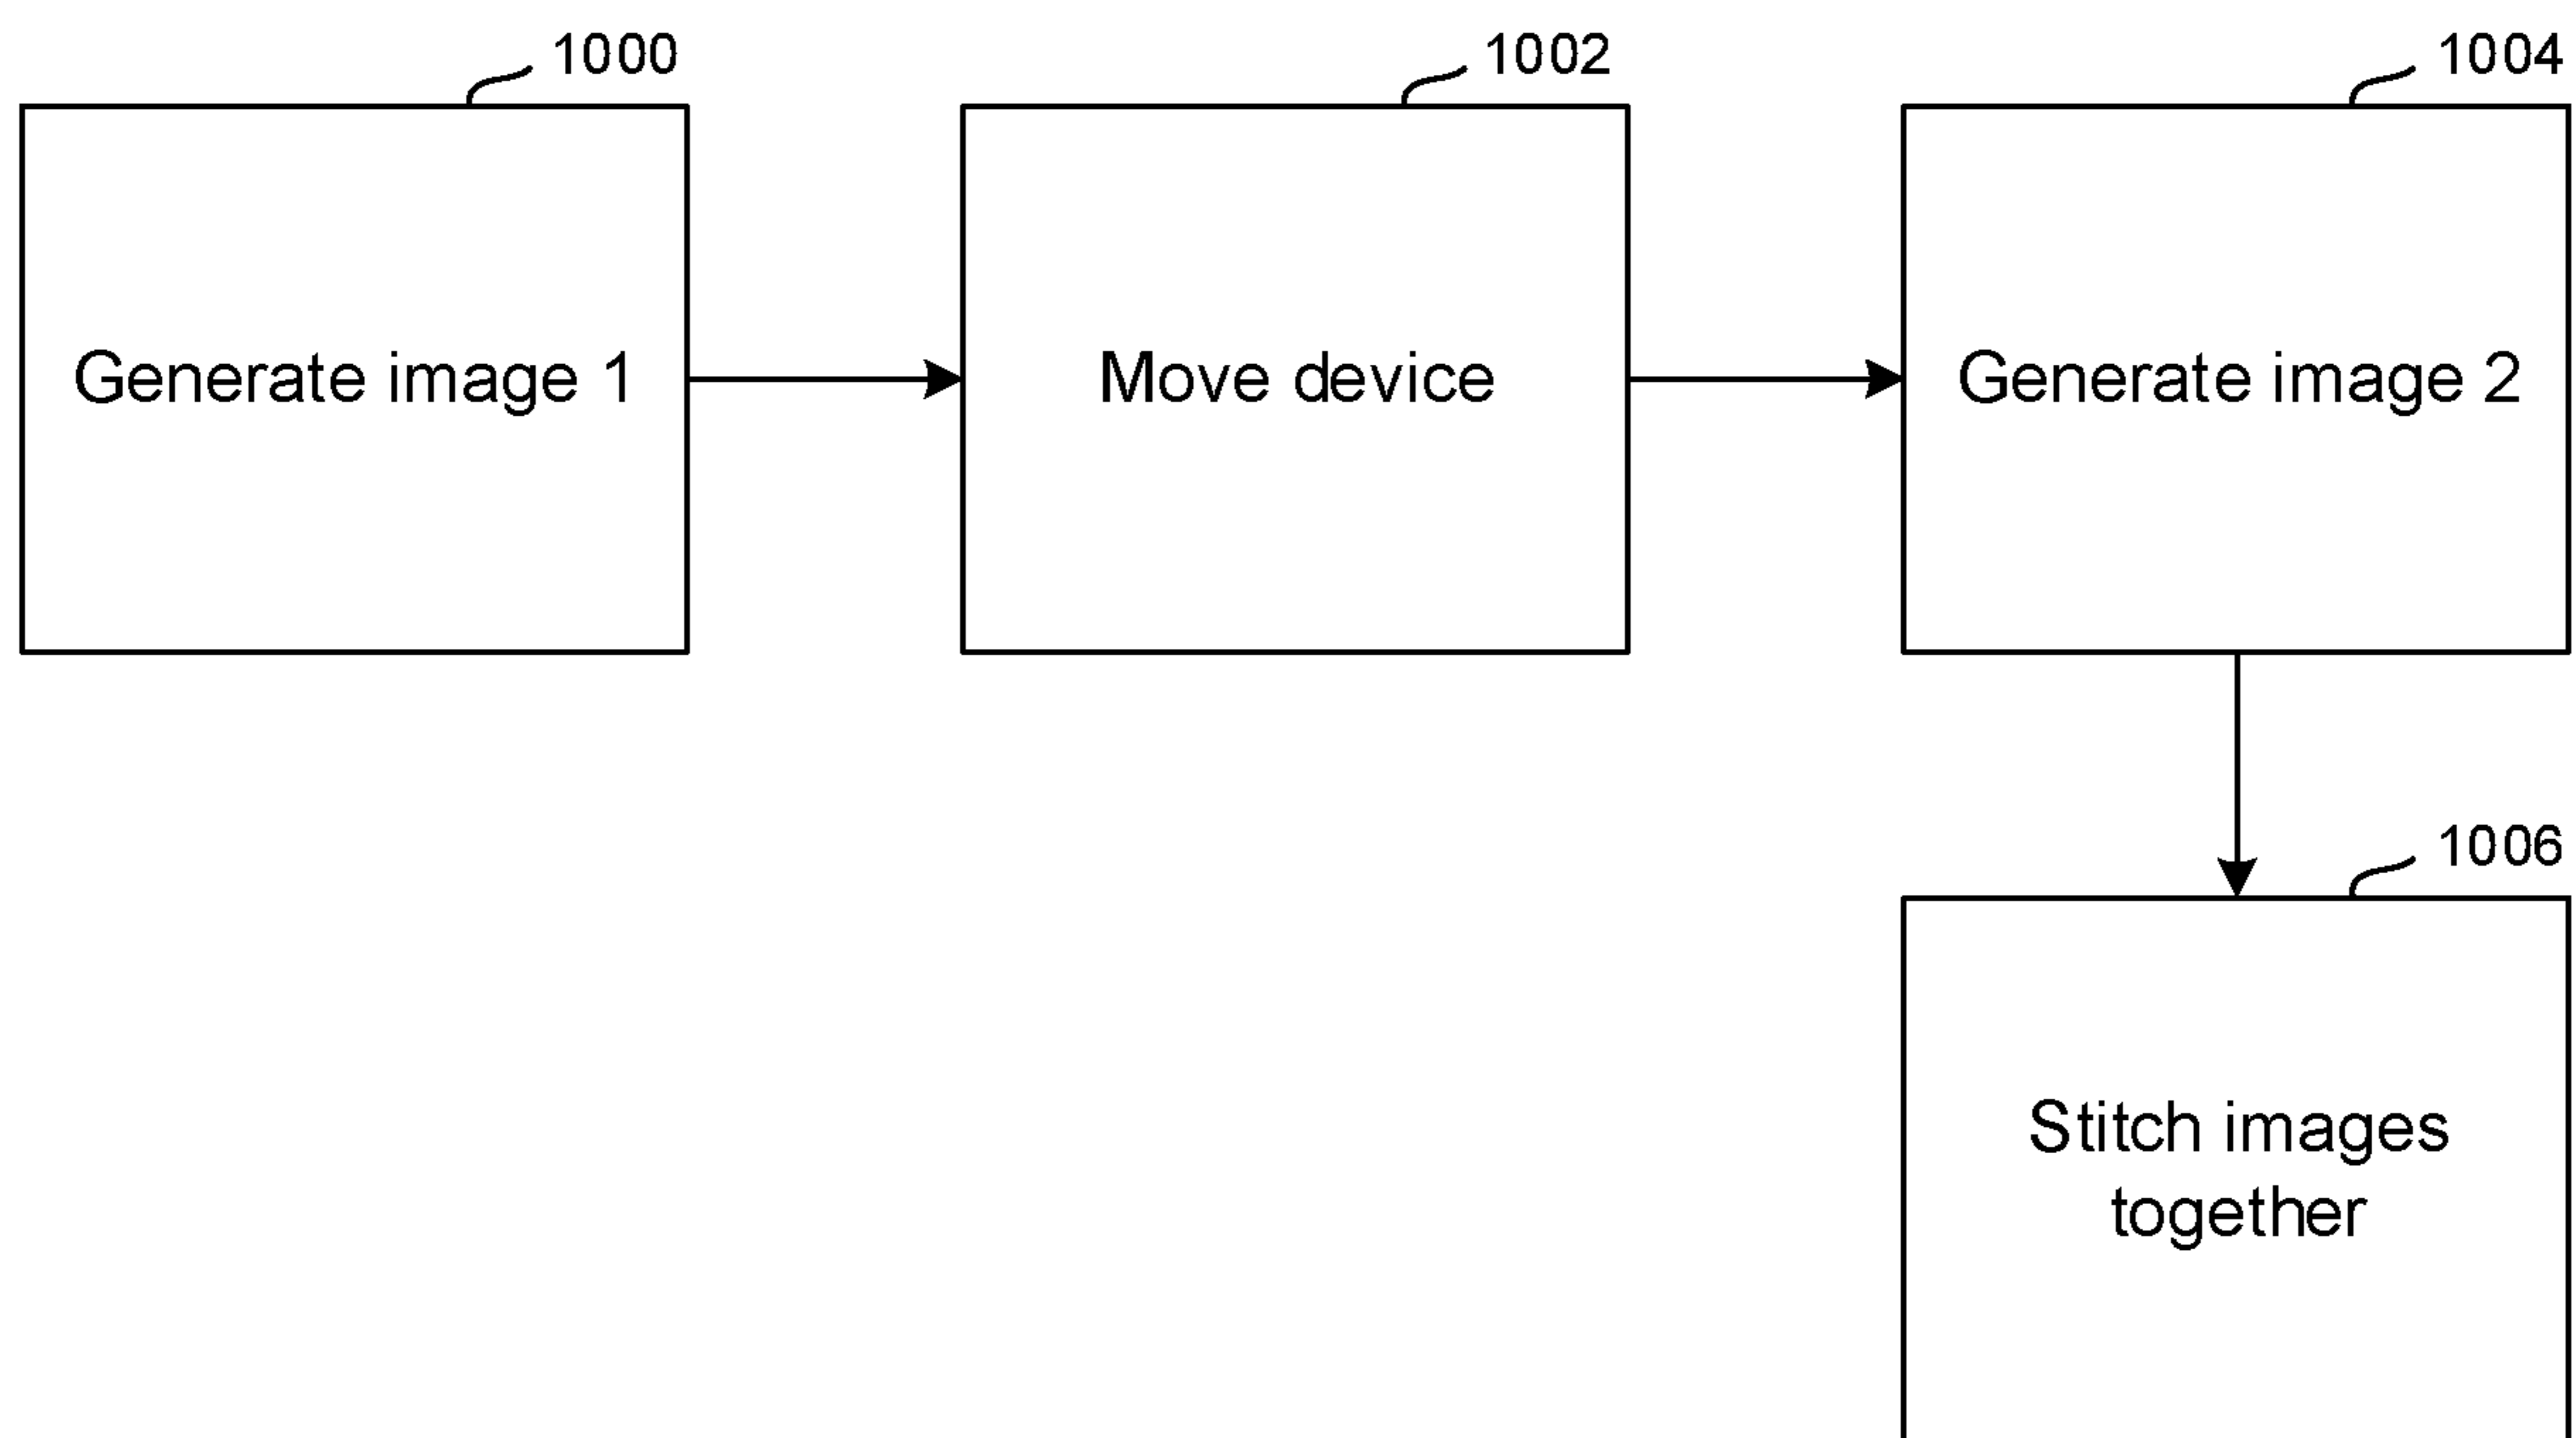 1000
1002
1004
Generate image 1
Move device
Generate image 2
1006
Stitch images
together